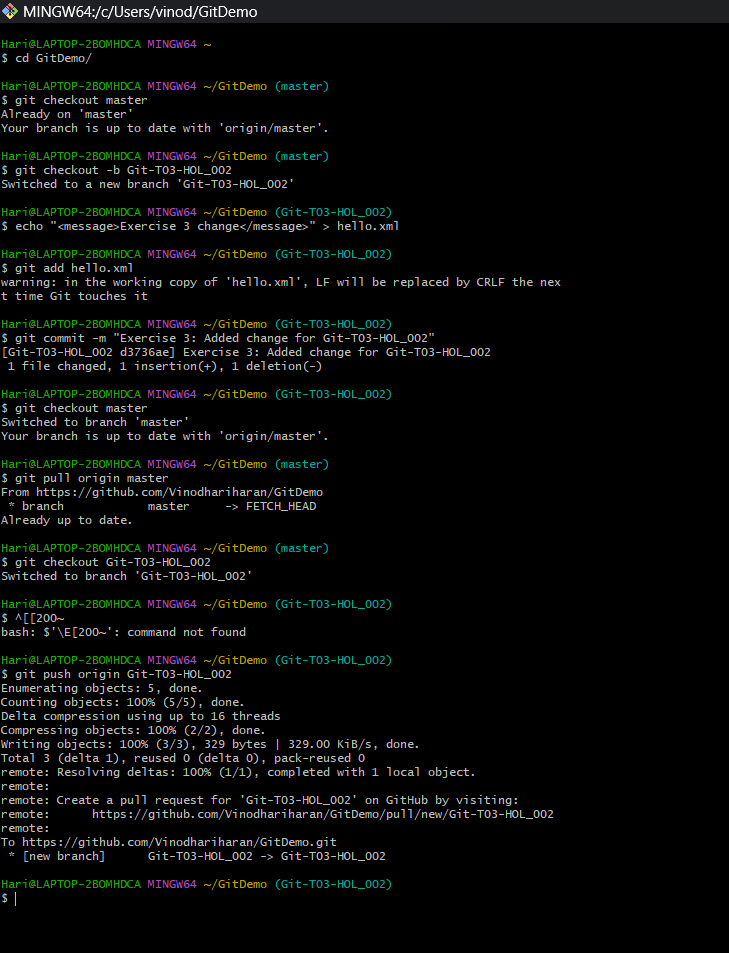 MINGW64:/c/Users/vinod/GitDemo
Hari@LAPTOP-2BOMHDCA MINGW64 ~
$ cd GitDemo/
Hari@LAPTOP-2BOMHDCA MINGW64 ~/GitDemo (master)
$ git checkout master
Already on 'master'
Your branch is up to date with 'origin/master'.
Hari@LAPTOP-2BOMHDCA MINGW64 ~/GitDemo (master)
$ git checkout -b Git-T03-HOL_002
Switched to a new branch 'Git-T03-HOL_002'
Hari@LAPTOP-2BOMHDCA MINGW64 ~/GitDemo (Git-T03-HOL_002)
$ echo "<message>Exercise 3 change</message>" > hello.xml
Hari@LAPTOP-2BOMHDCA MINGW64 ~/GitDemo (Git-T03-HOL_002)
$ git add hello.xml
warning: in the working copy of 'hello.xml', LF will be replaced by CRLF the nex
t time Git touches it
Hari@LAPTOP-2BOMHDCA MINGW64 ~/GitDemo (Git-T03-HOL_002)
$ git commit -m "Exercise 3: Added change for Git-T03-HOL_002"
[Git-T03-HOL_002 d3736ae] Exercise 3: Added change for Git-T03-HOL_002
 1 file changed, 1 insertion(+), 1 deletion(-)
Hari@LAPTOP-2BOMHDCA MINGW64 ~/GitDemo (Git-T03-HOL_002)
$ git checkout master
Switched to branch 'master'
Your branch is up to date with 'origin/master'.
Hari@LAPTOP-2BOMHDCA MINGW64 ~/GitDemo (master)
$ git pull origin master
From https://github.com/Vinodhariharan/GitDemo
 * branch            master     -> FETCH_HEAD
Already up to date.
Hari@LAPTOP-2BOMHDCA MINGW64 ~/GitDemo (master)
$ git checkout Git-T03-HOL_002
Switched to branch 'Git-T03-HOL_002'
Hari@LAPTOP-2BOMHDCA MINGW64 ~/GitDemo (Git-T03-HOL_002)
$ ^[[200~
bash: $'\E[200~': command not found
Hari@LAPTOP-2BOMHDCA MINGW64 ~/GitDemo (Git-T03-HOL_002)
$ git push origin Git-T03-HOL_002
Enumerating objects: 5, done.
Counting objects: 100% (5/5), done.
Delta compression using up to 16 threads
Compressing objects: 100% (2/2), done.
Writing objects: 100% (3/3), 329 bytes | 329.00 KiB/s, done.
Total 3 (delta 1), reused 0 (delta 0), pack-reused 0
remote: Resolving deltas: 100% (1/1), completed with 1 local object.
remote:
remote: Create a pull request for 'Git-T03-HOL_002' on GitHub by visiting:
remote:      https://github.com/Vinodhariharan/GitDemo/pull/new/Git-T03-HOL_002
remote:
To https://github.com/Vinodhariharan/GitDemo.git
 * [new branch]      Git-T03-HOL_002 -> Git-T03-HOL_002
Hari@LAPTOP-2BOMHDCA MINGW64 ~/GitDemo (Git-T03-HOL_002)
$